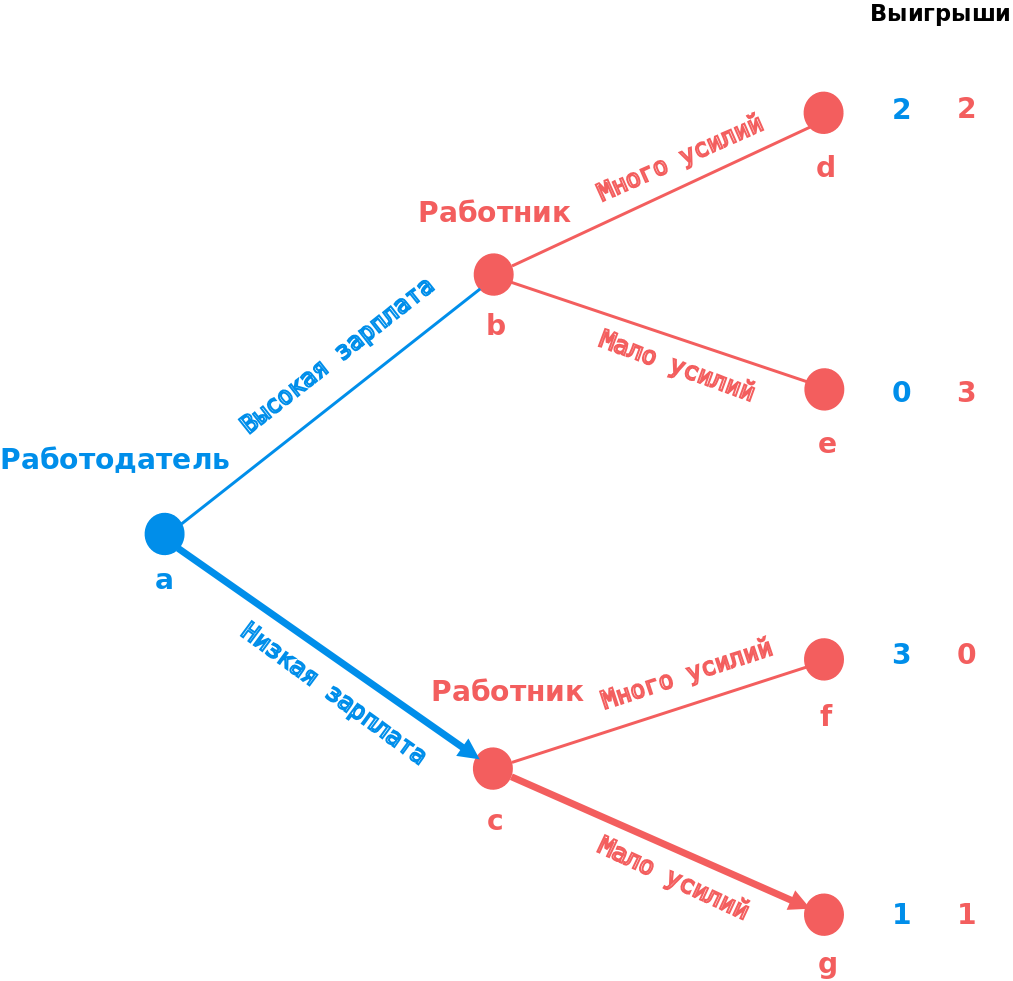 Выигрыши
2 2
Много усилий
d
Работник
Высокая зарплата
b
Мало усилий
0 3
e
Работодатель
a
Низкая зарплата
Много усилий
3 0
Работник
f
c
Мало усилий
1 1
g